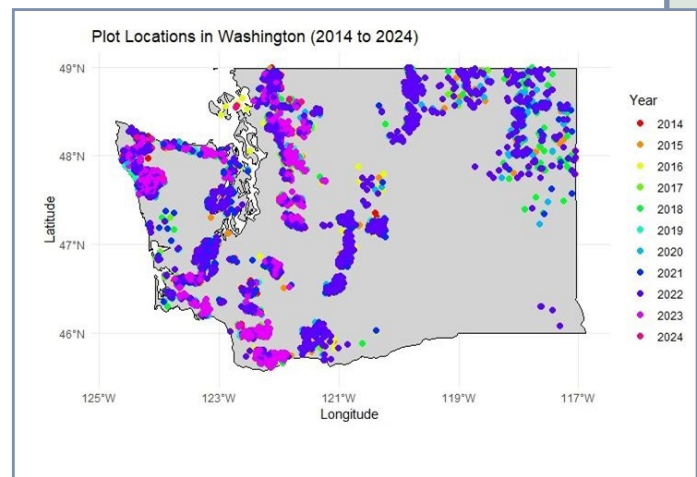 Plot Locations in Washington (2014 to 2024)
49°N
48°N
47°N
46°N
Latitude
125°W 123°W 121°W 119°W 117°W
Longitude
Year
2014
2015
2016
2017
2018
2019
2020
2021
2022
2023
2024